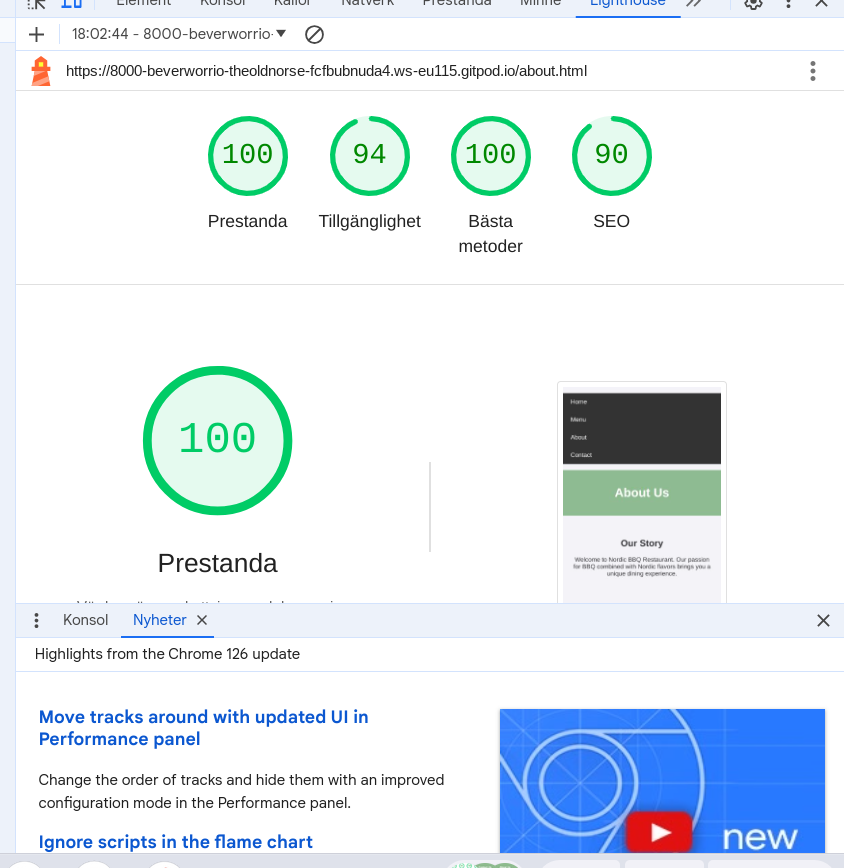 Element Konsol Källor Nätverk Prestanda Minne Lighthouse
18:02:44 - 8000-beverworrio-
https://8000-beverworrio-theoldnorse-fcfbubnuda4.ws-eu115.gitpod.io/about.html
100 94 100 90
Prestanda Tillgänglighet Bästa metoder SEO
100
Prestanda
Home
Menu
About
Contact
About Us
Our Story
Welcome to Nordic BBQ Restaurant. Our passion
for BBQ combined with Nordic flavors brings you a
unique dining experience.
Konsol Nyheter
Highlights from the Chrome 126 update
Move tracks around with updated UI in
Performance panel
Change the order of tracks and hide them with an improved
configuration mode in the Performance panel.
Ignore scripts in the flame chart
new